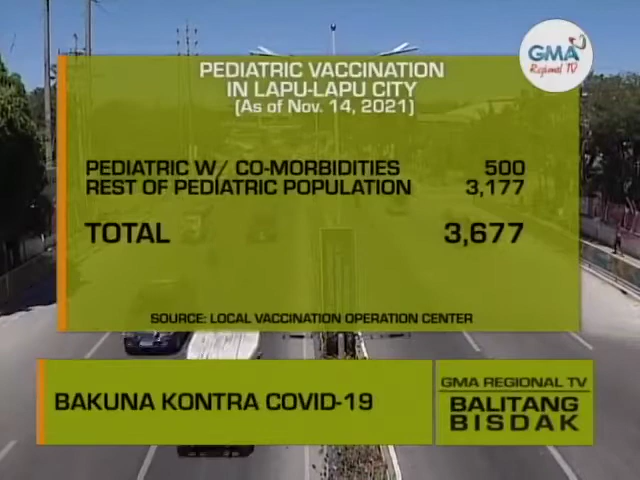 GMA
Regional TV
PEDIATRIC VACCINATION
IN LAPU-LAPU CITY
(As of Nov. 14, 2021)
PEDIATRIC W/ CO-MORBIDITIES 500
REST OF PEDIATRIC POPULATION 3,177
TOTAL 3,677
SOURCE: LOCAL VACCINATION OPERATION CENTER
BAKUNA KONTRA COVID-19
GMA REGIONAL TV
BALITANG
BISDAK